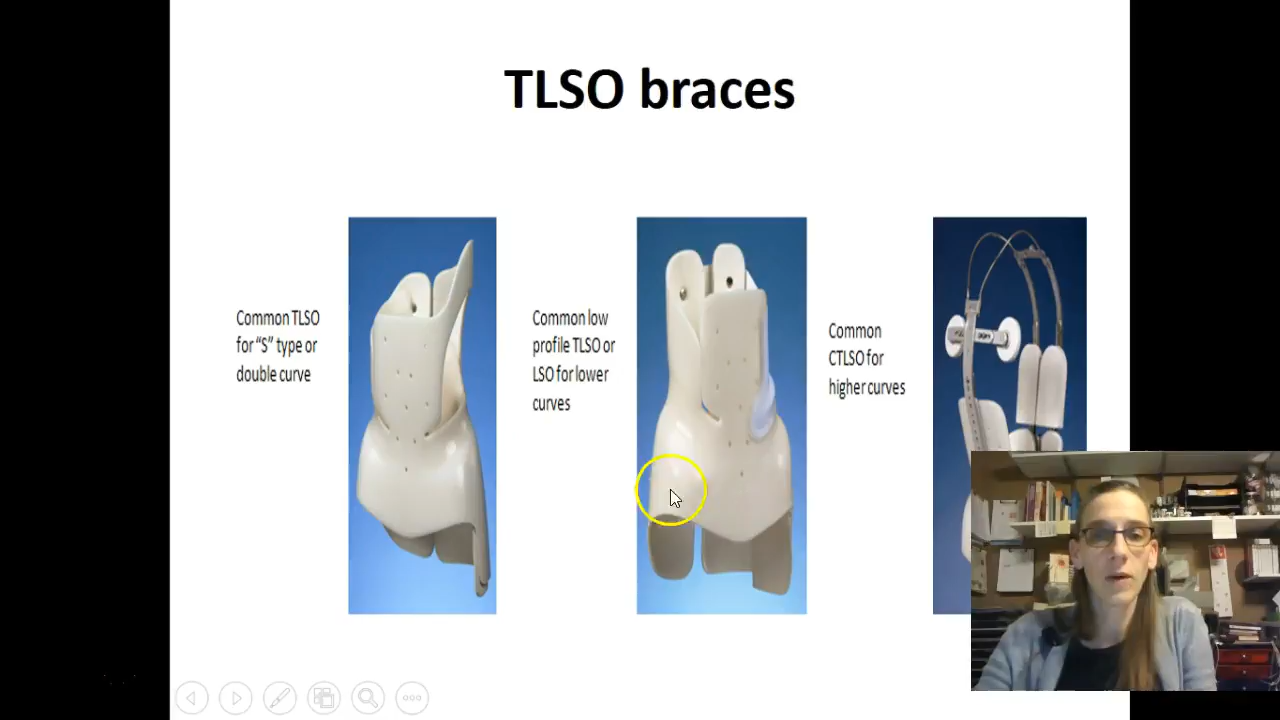 TLSO braces
Common TLSO
for “S” type or
double curve
Common low
profile TLSO or
LSO for lower
curves
Common
CTLSO for
higher curves